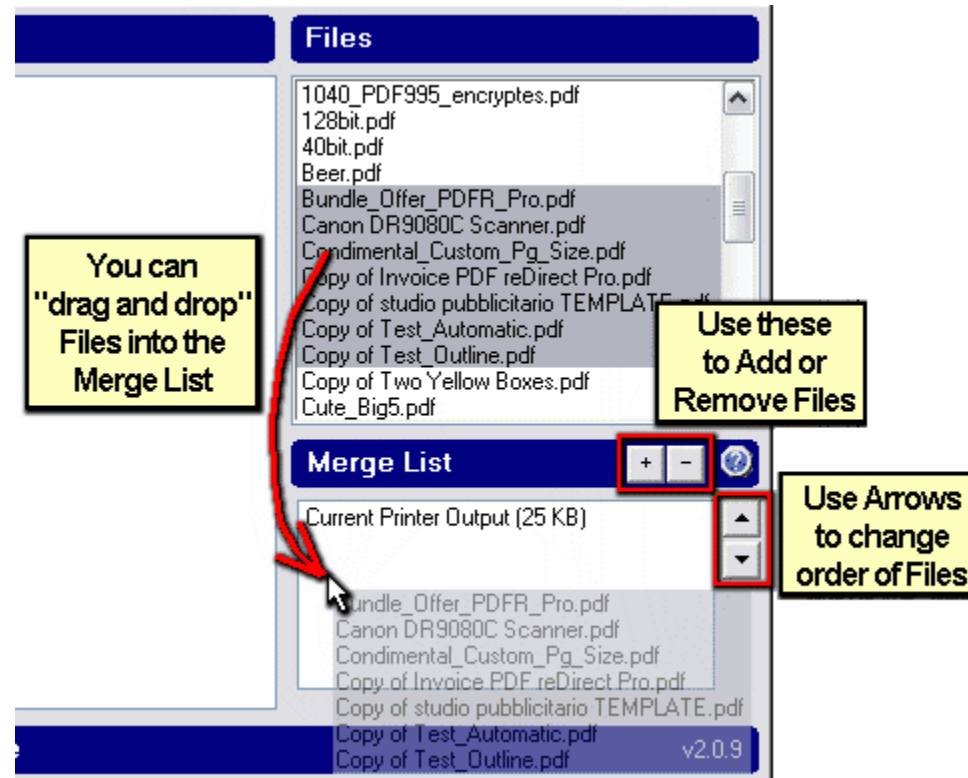 Files
1040_PDF995_encryptes.pdf
128bit.pdf
40bit.pdf
Beer.pdf
Bundle_Offer_PDFR_Pro.pdf
Canon DR9080C Scanner.pdf
Condimental_Custom_Pg_Size.pdf
Copy of Invoice PDF reDirect Pro.pdf
Copy of studio pubblicitario TEMPLATE.pdf
Copy of Test_Automatic.pdf
Copy of Test_Outline.pdf
Copy of Two Yellow Boxes.pdf
Cute_Big5.pdf
You can
"drag and drop"
Files into the
Merge List
Use these
to Add or
Remove Files
Merge List
+ -
?
Current Printer Output (25 KB)
Use Arrows
to change
order of Files
Bundle_Offer_PDFR_Pro.pdf
Canon DR9080C Scanner.pdf
Condimental_Custom_Pg_Size.pdf
Copy of Invoice PDF reDirect Pro.pdf
Copy of studio pubblicitario TEMPLATE.pdf
Copy of Test_Automatic.pdf
Copy of Test_Outline.pdf
v2.0.9